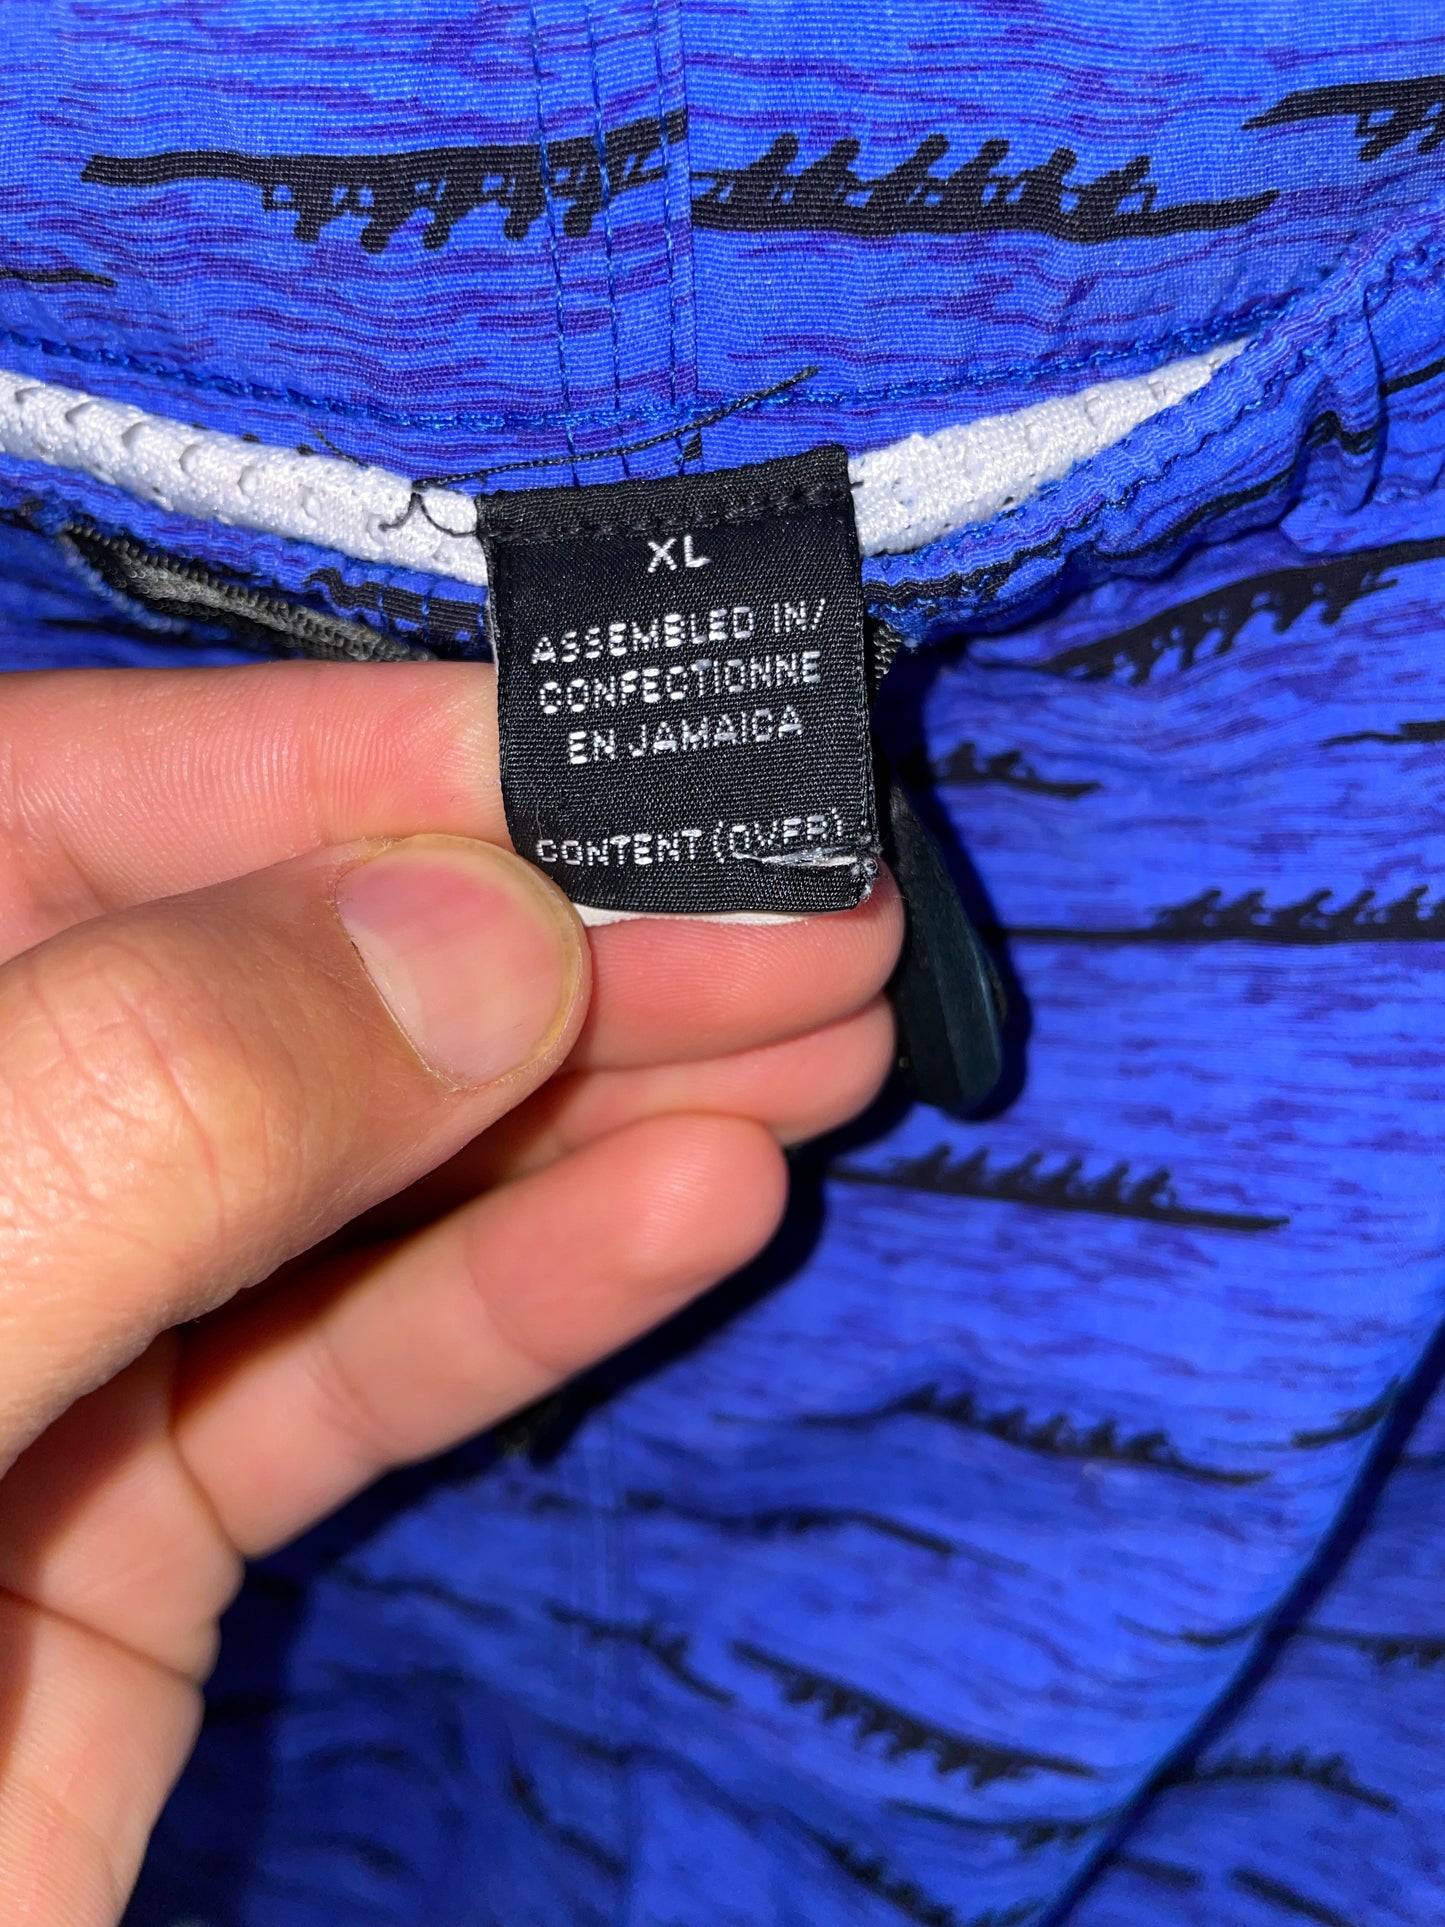 XL
ASSEMBLED IN/
CONFECTIONNE
EN JAMAICA
CONTENT (OVER)